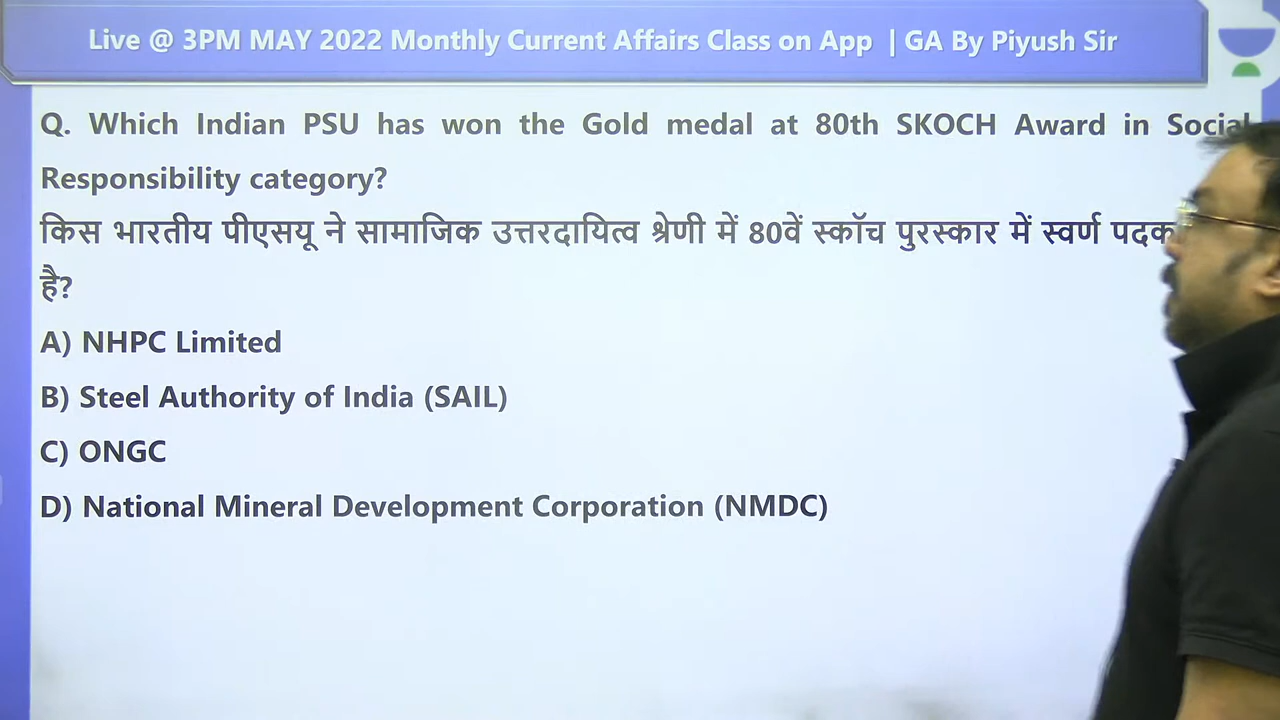 Live @ 3PM MAY 2022 Monthly Current Affairs Class on App | GA By Piyush Sir
Q. Which Indian PSU has won the Gold medal at 80th SKOCH Award in Social
Responsibility category?
किस भारतीय पीएसयू ने सामाजिक उत्तरदायित्व श्रेणी में 80वें स्कॉच पुरस्कार में स्वर्ण पदक
है?
A) NHPC Limited
B) Steel Authority of India (SAIL)
C) ONGC
D) National Mineral Development Corporation (NMDC)